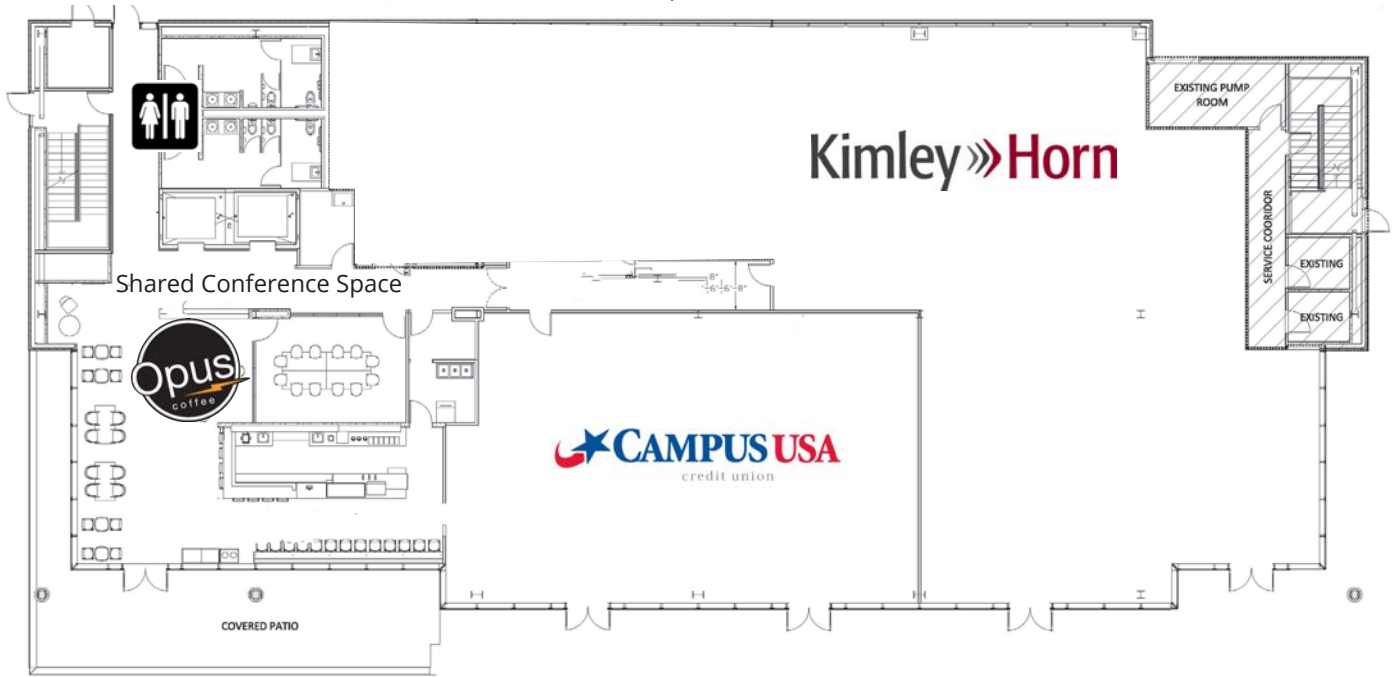 EXISTING PUMP
ROOM
Kimley»Horn
SERVICE COORIDOR
EXISTING
EXISTING
Shared Conference Space
Opus
coffee
CAMPUS USA
credit union
COVERED PATIO